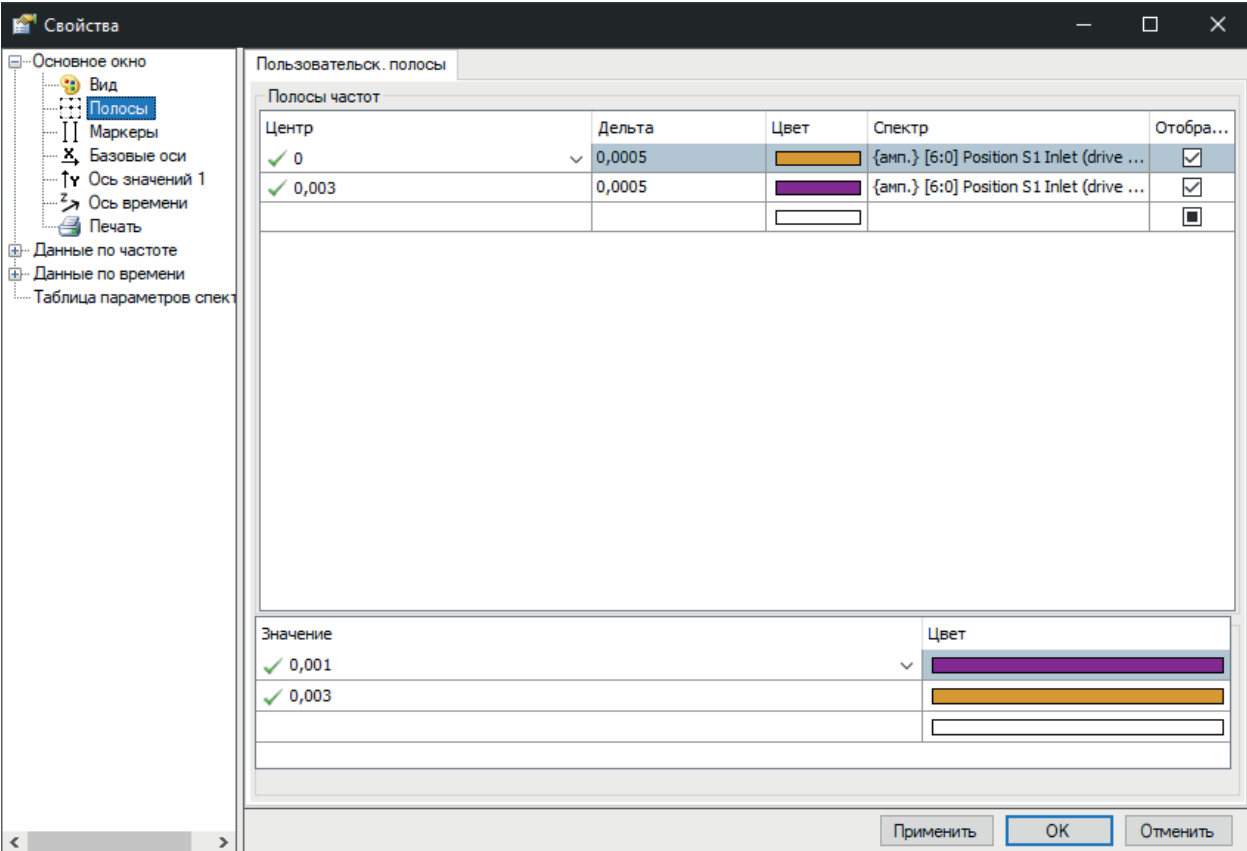 Свойства
Основное окно
Вид
Полосы
Маркеры
Базовые оси
Ось значений 1
Ось времени
Печать
Данные по частоте
Данные по времени
Таблица параметров спект
Пользовательск. полосы
Полосы частот
Центр Дельта Цвет Спектр Отобра...
0 0,0005 {амп.} [6:0] Position S1 Inlet (drive ...
0,003 0,0005 {амп.} [6:0] Position S1 Inlet (drive ...
Значение Цвет
0,001
0,003
Применить OK Отменить